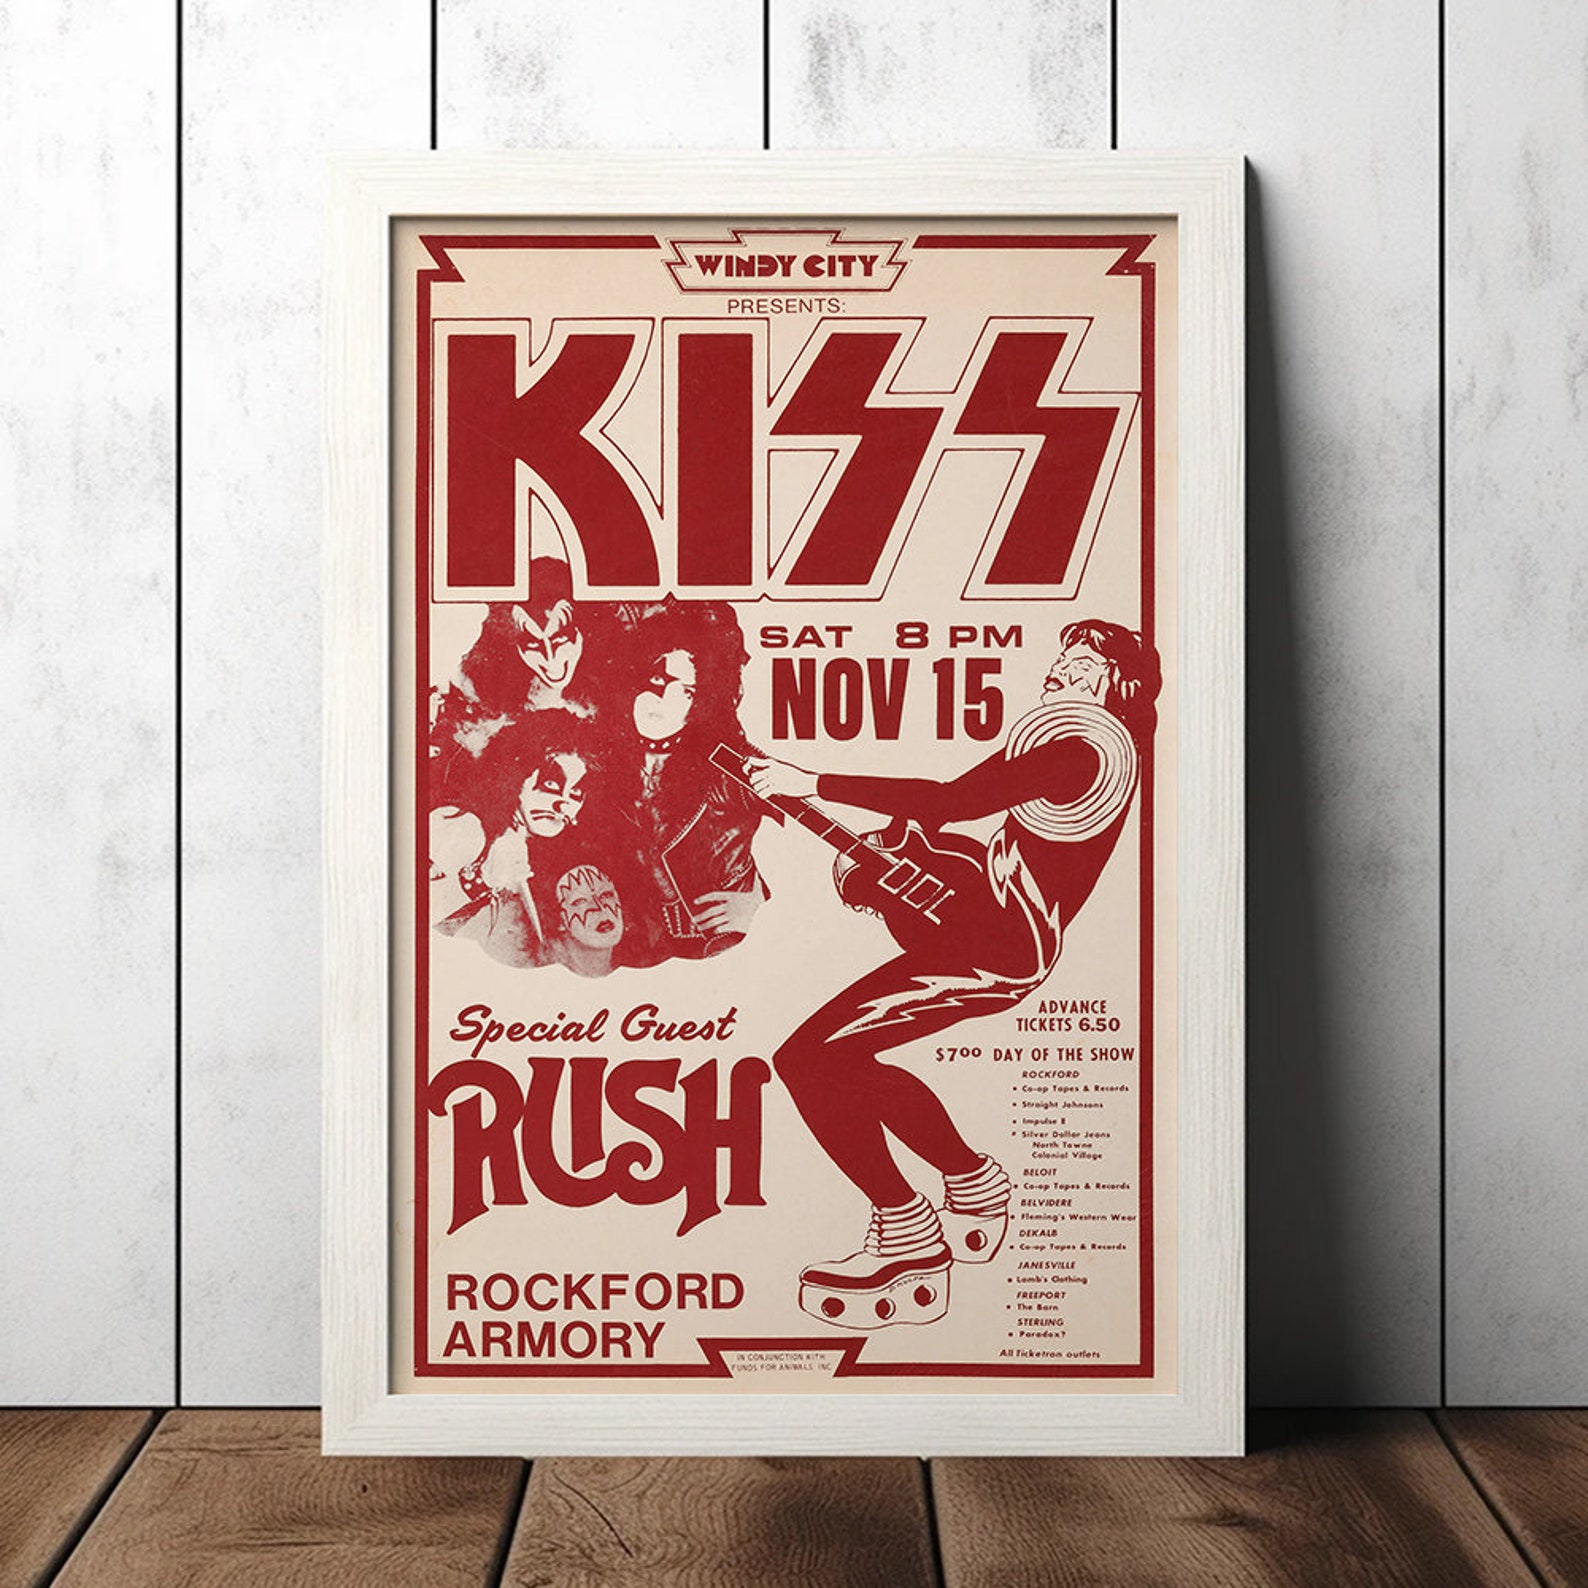 WINDY CITY
PRESENTS:
KISS
SAT 8 PM
NOV 15
Special Guest
RUSH
ROCKFORD
ARMORY
ADVANCE
TICKETS 6.50
$7.00 DAY OF THE SHOW
ROCKFORD
• Co-op Tapes & Records
• Straight Johnsons
• Impulse II
• Silver Dollar Jeans
North Towne
Colonial Village
BELOIT
• Co-op Tapes & Records
BELVIDERE
• Fleming's Western Wear
DEKALB
• Co-op Tapes & Records
JANESVILLE
• Lamb's Clothing
FREEPORT
• The Barn
STERLING
• Paradox?
All Ticketron outlets
IN CONJUNCTION WITH
FUNDS FOR ANIMALS INC